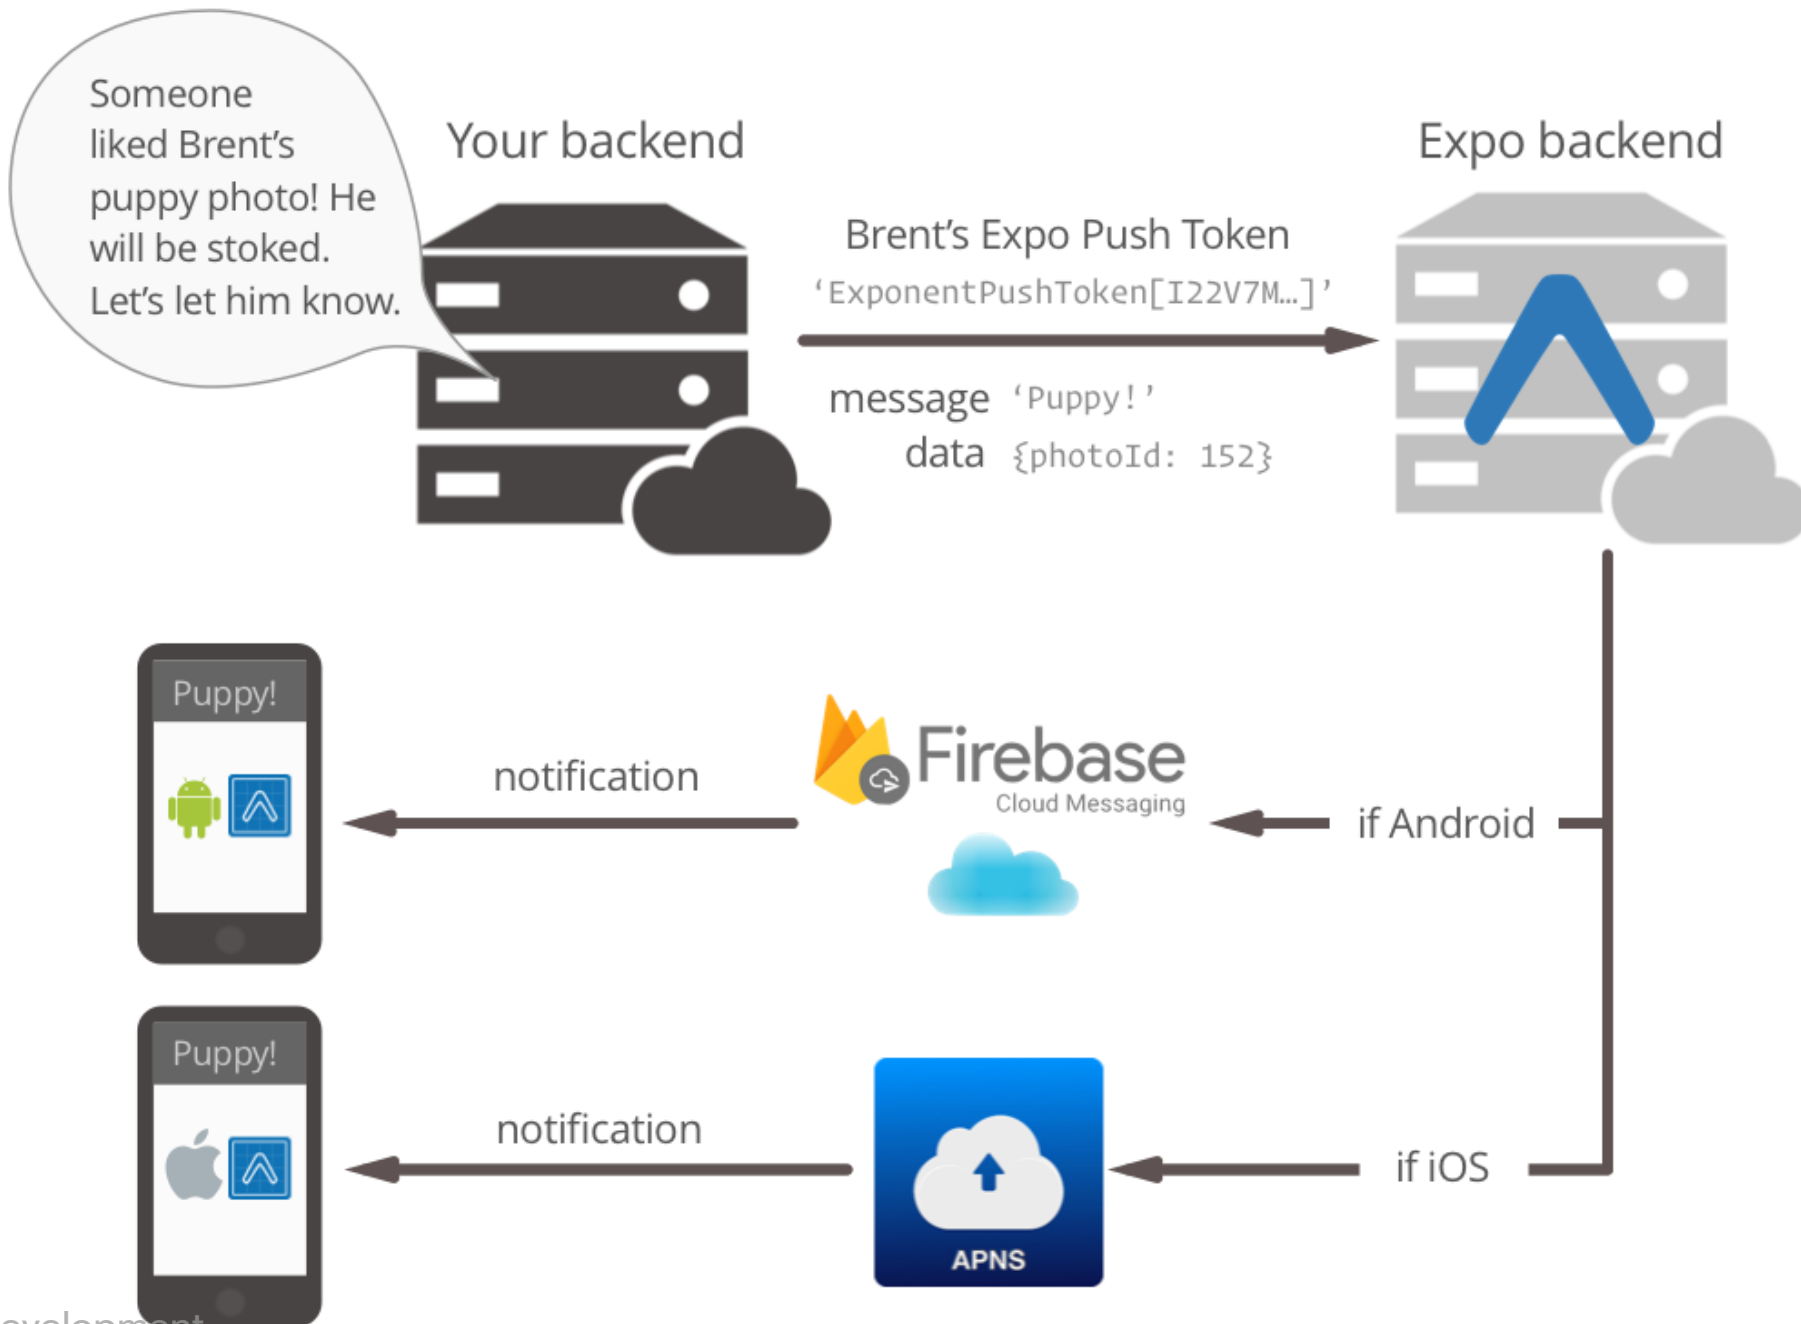 Someone
liked Brent’s
puppy photo! He
will be stoked.
Let’s let him know.
Your backend
Expo backend
Brent’s Expo Push Token
‘ExponentPushToken[I22V7M…]’
message ‘Puppy!’
data {photoId: 152}
Puppy!
notification
Firebase
Cloud Messaging
if Android
Puppy!
notification
APNS
if iOS